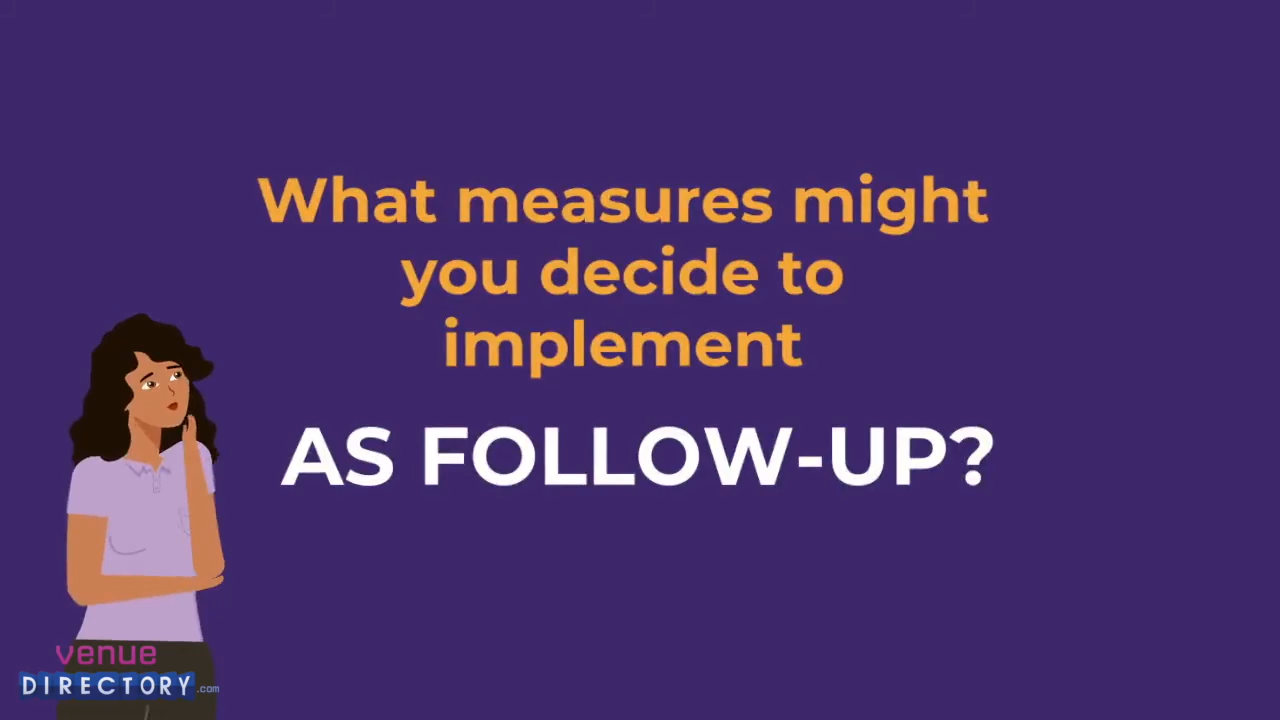 What measures might
you decide to
implement
AS FOLLOW-UP?
venue
DIRECTORY.com